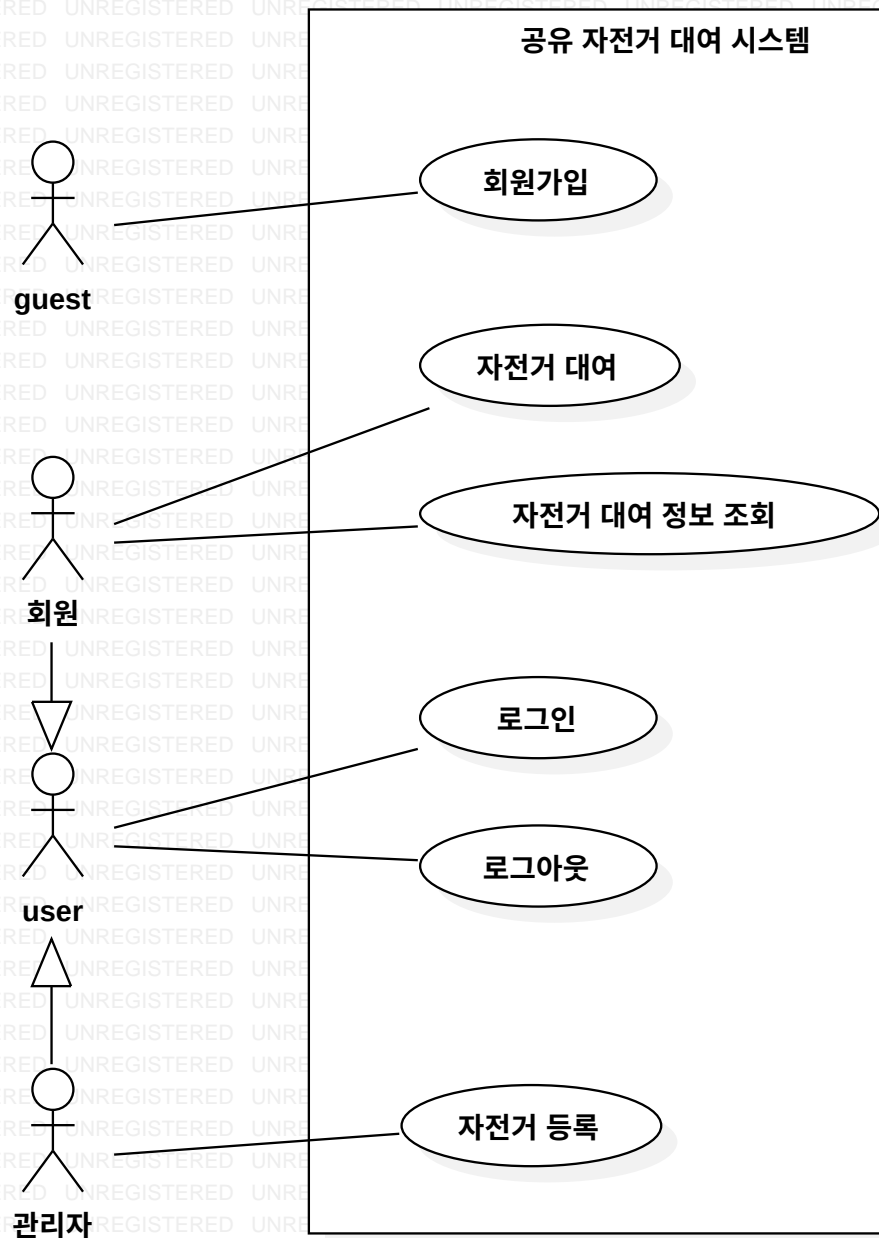 공유 자전거 대여 시스템
회원가입
guest
자전거 대여
자전거 대여 정보 조회
회원
로그인
로그아웃
user
자전거 등록
관리자
UNREGISTERED